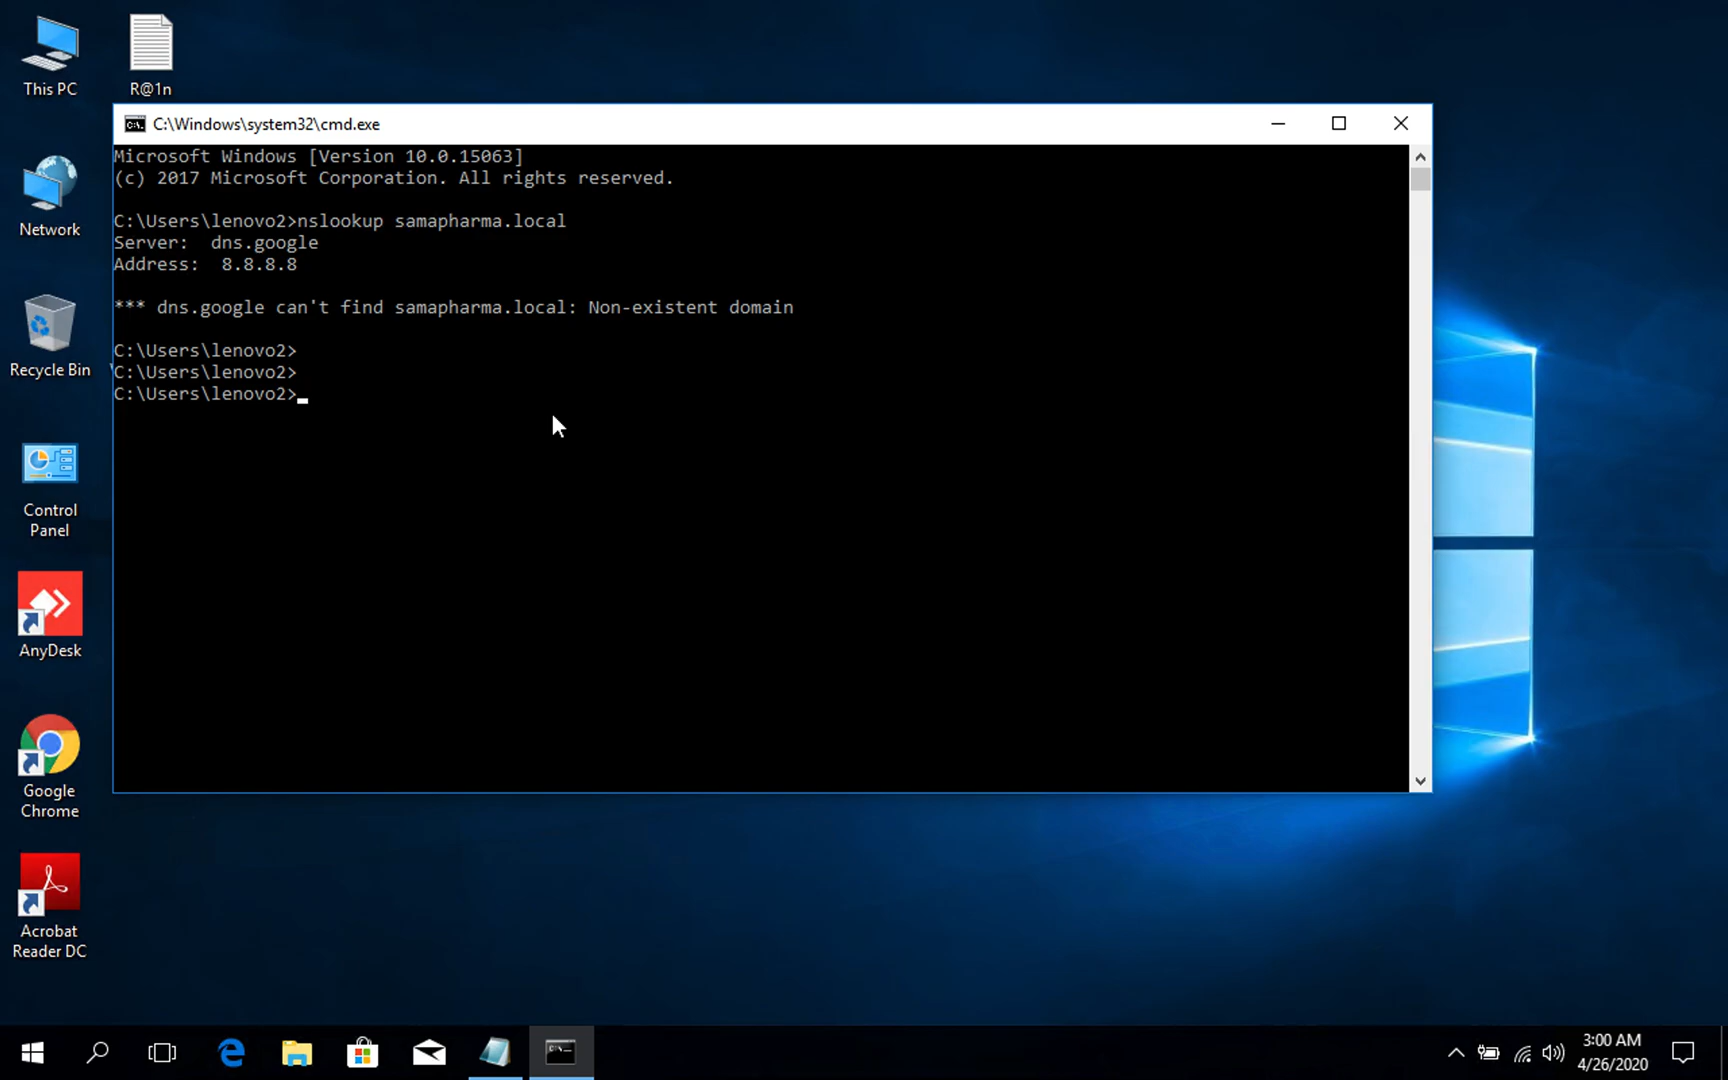 This PC
R@1n
C:\Windows\system32\cmd.exe
Microsoft Windows [Version 10.0.15063]
(c) 2017 Microsoft Corporation. All rights reserved.
C:\Users\lenovo2>nslookup samapharma.local
Server:  dns.google
Address:  8.8.8.8
*** dns.google can't find samapharma.local: Non-existent domain
C:\Users\lenovo2>
C:\Users\lenovo2>
C:\Users\lenovo2>
Network
Recycle Bin
Control
Panel
AnyDesk
Google
Chrome
Acrobat
Reader DC
3:00 AM
4/26/2020